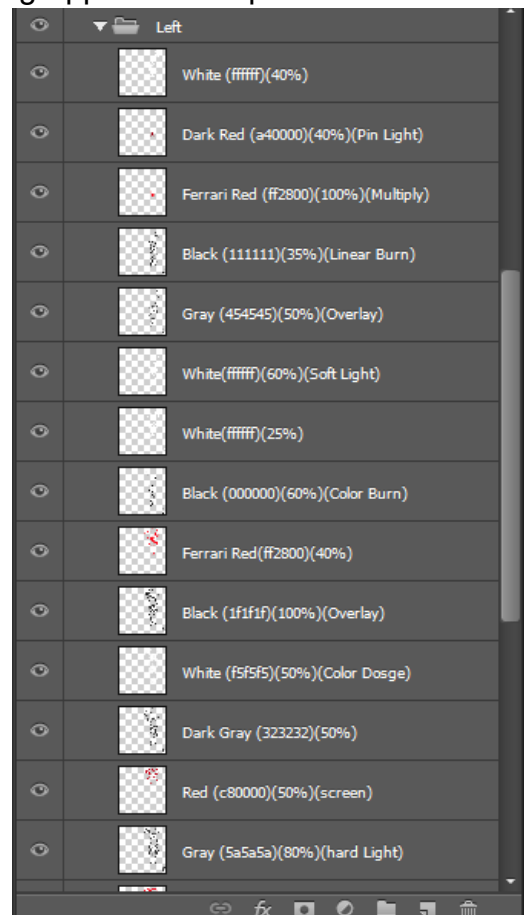 Left
White (ffffff)(40%)
Dark Red (a40000)(40%)(Pin Light)
Ferrari Red (ff2800)(100%)(Multiply)
Black (111111)(35%)(Linear Burn)
Gray (454545)(50%)(Overlay)
White(ffffff)(60%)(Soft Light)
White(ffffff)(25%)
Black (000000)(60%)(Color Burn)
Ferrari Red(ff2800)(40%)
Black (1f1f1f)(100%)(Overlay)
White (f5f5f5)(50%)(Color Dosge)
Dark Gray (323232)(50%)
Red (c80000)(50%)(screen)
Gray (5a5a5a)(80%)(hard Light)
fx